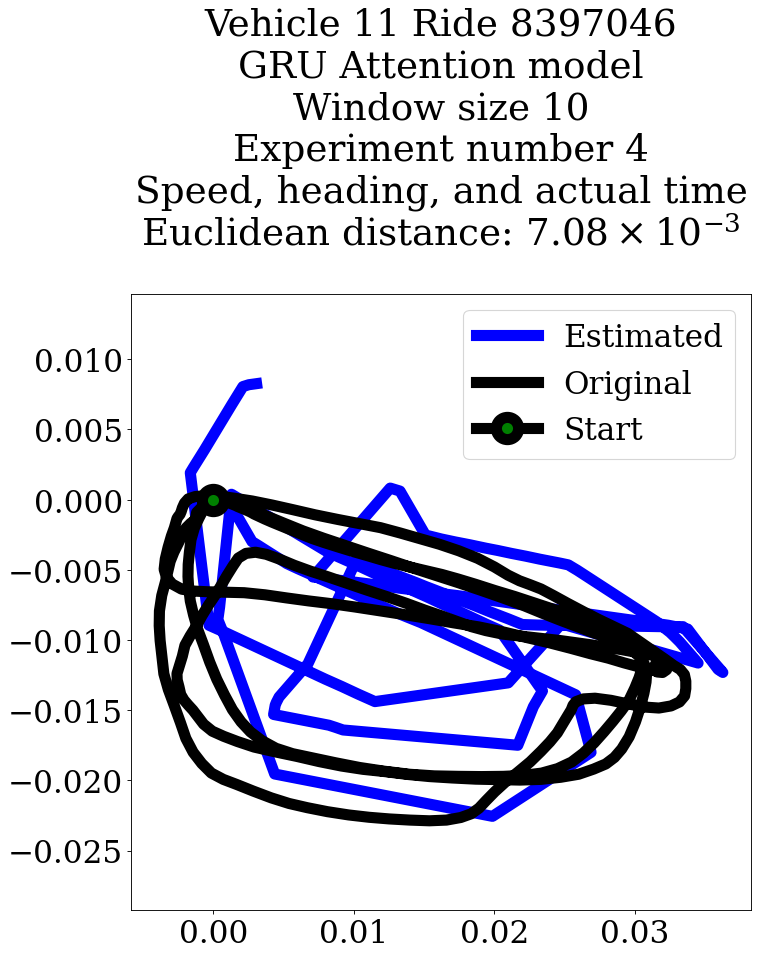 Vehicle 11 Ride 8397046
GRU Attention model
Window size 10
Experiment number 4
Speed, heading, and actual time
Euclidean distance: 7.08 × 10⁻³
Estimated
Original
Start
0.010
0.005
0.000
−0.005
−0.010
−0.015
−0.020
−0.025
0.00 0.01 0.02 0.03